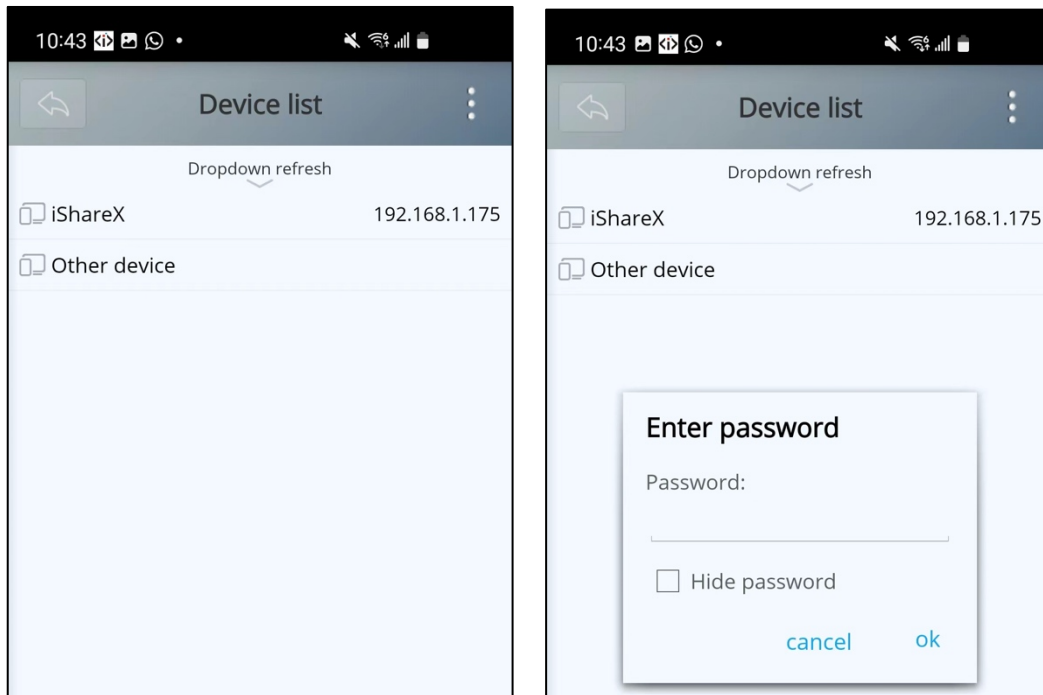 10:43
Device list
Dropdown refresh
iShareX 192.168.1.175
Other device
10:43
Device list
Dropdown refresh
iShareX 192.168.1.175
Other device
Enter password
Password:
Hide password
cancel ok